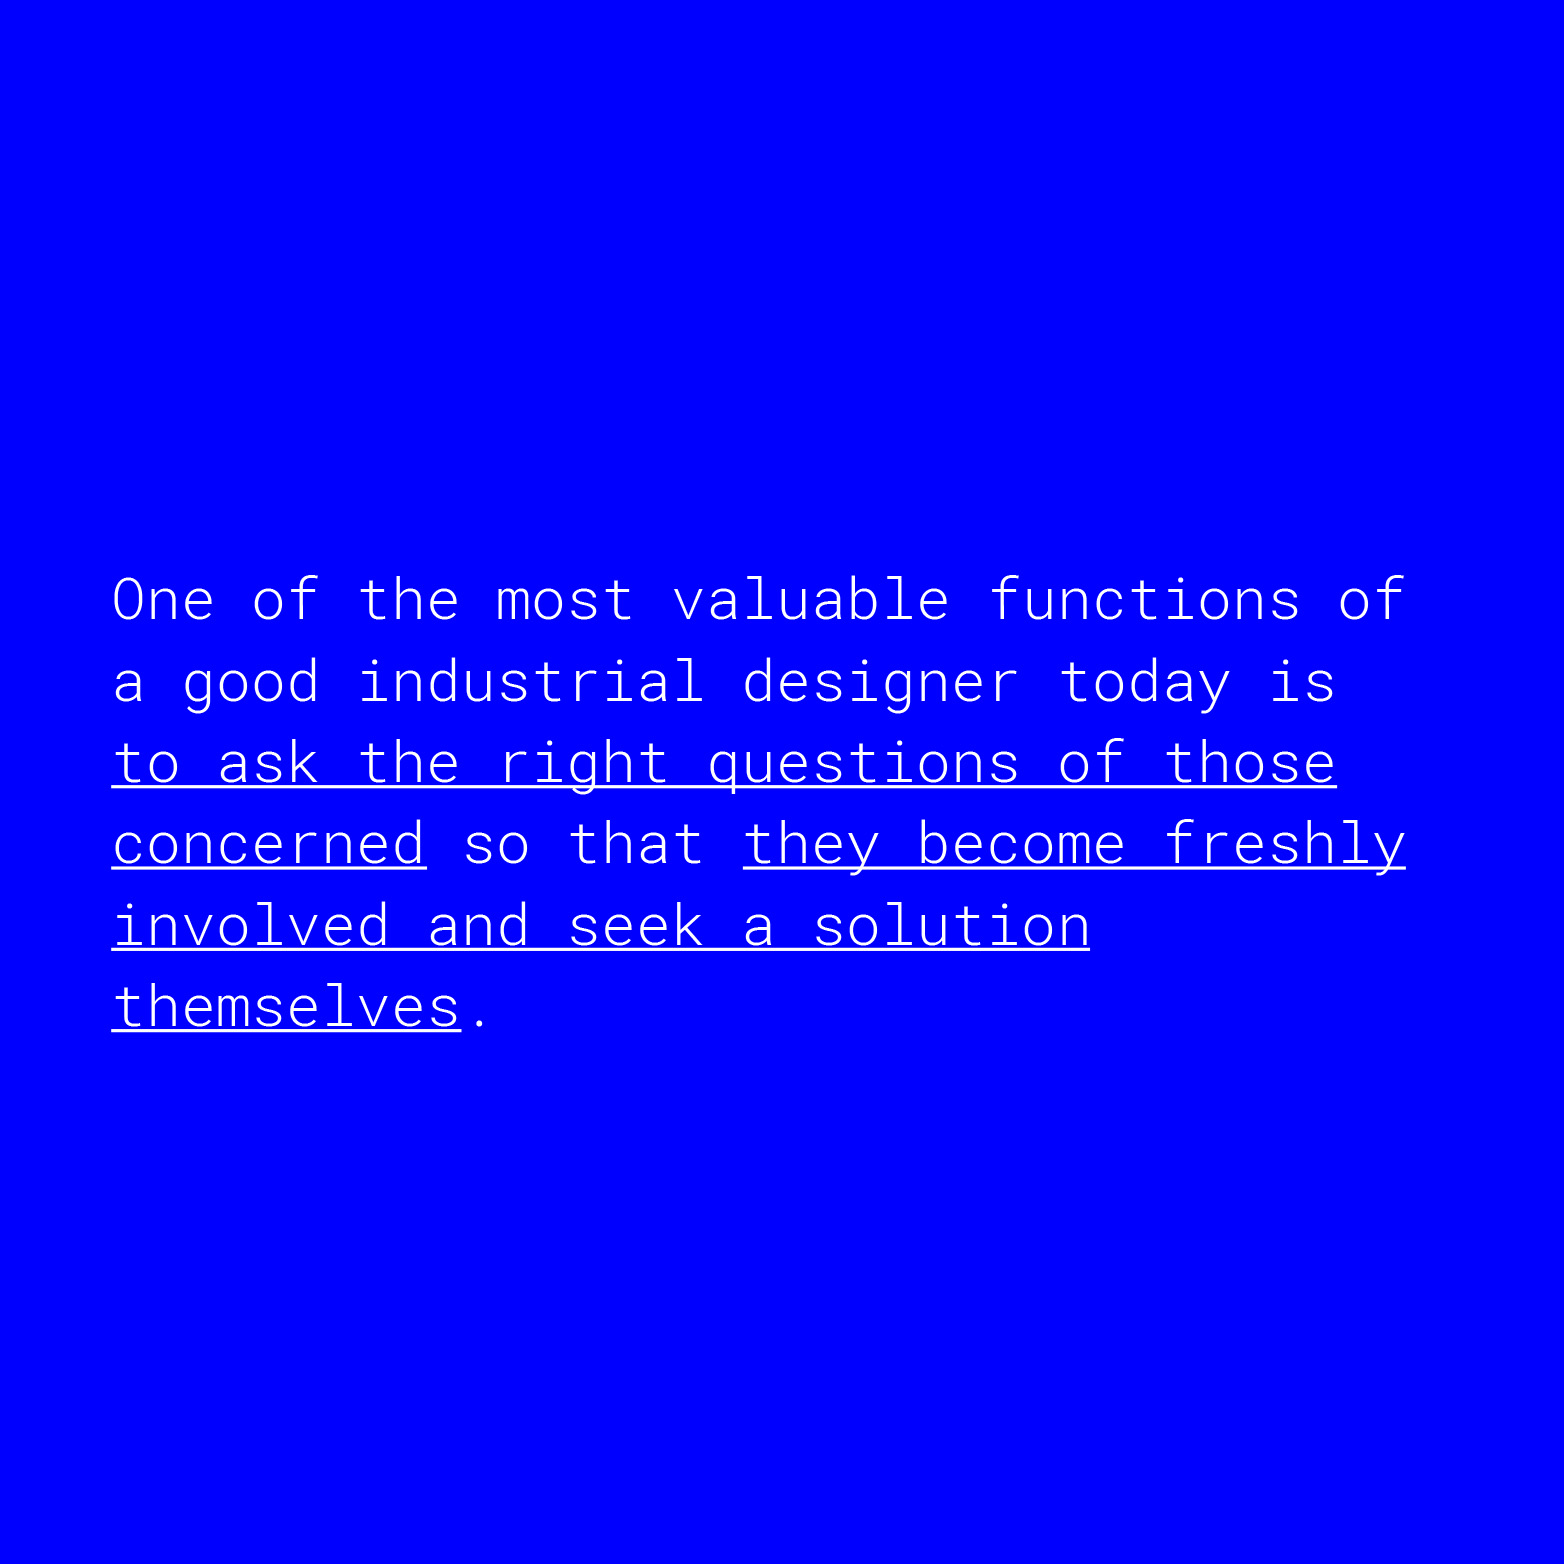 One of the most valuable functions of
a good industrial designer today is
to ask the right questions of those
concerned so that they become freshly
involved and seek a solution
themselves.